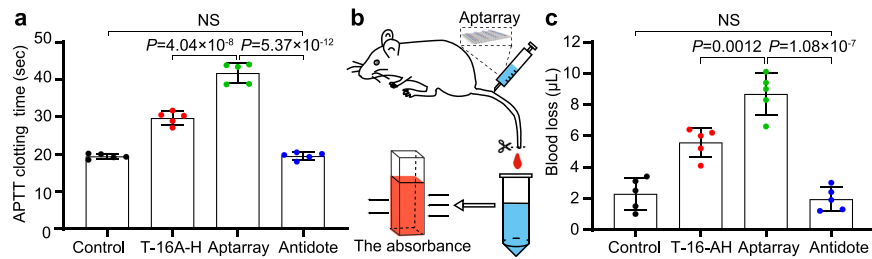 a
NS
P=4.04×10⁻⁸ P=5.37×10⁻¹²
APTT clotting time (sec)
50
40
30
20
10
0
Control T-16A-H Aptarray Antidote
b
Aptarray
The absorbance
c
NS
P=0.0012 P=1.08×10⁻⁷
Blood loss (μL)
12
10
8
6
4
2
0
Control T-16-AH Aptarray Antidote